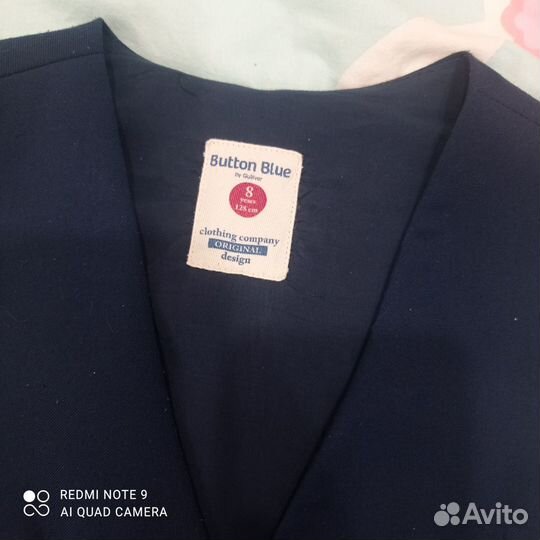 Button Blue
by Gulliver
8
years
128 cm
clothing company
ORIGINAL
design
REDMI NOTE 9
AI QUAD CAMERA
Avito